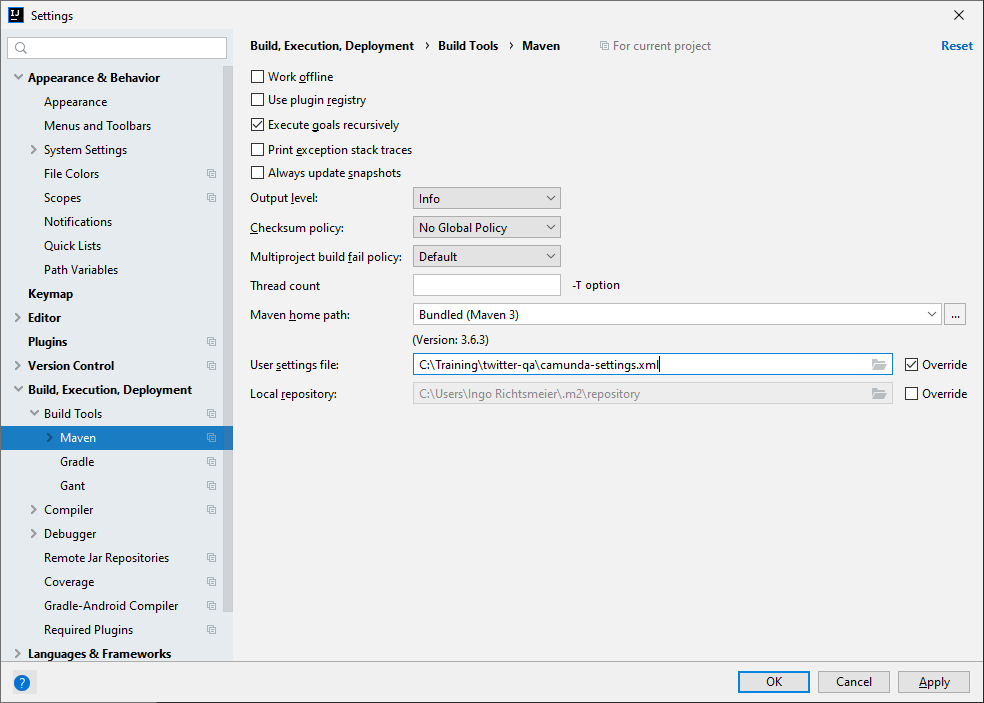 IJ
Settings
Appearance & Behavior
Appearance
Menus and Toolbars
System Settings
File Colors
Scopes
Notifications
Quick Lists
Path Variables
Keymap
Editor
Plugins
Version Control
Build, Execution, Deployment
Build Tools
Maven
Gradle
Gant
Compiler
Debugger
Remote Jar Repositories
Coverage
Gradle-Android Compiler
Required Plugins
Languages & Frameworks
?
Build, Execution, Deployment › Build Tools › Maven For current project Reset
Work offline
Use plugin registry
Execute goals recursively
Print exception stack traces
Always update snapshots
Output level: Info
Checksum policy: No Global Policy
Multiproject build fail policy: Default
Thread count -T option
Maven home path: Bundled (Maven 3) ...
(Version: 3.6.3)
User settings file: C:\Training\twitter-qa\camunda-settings.xml Override
Local repository: C:\Users\Ingo Richtsmeier\.m2\repository Override
OK Cancel Apply